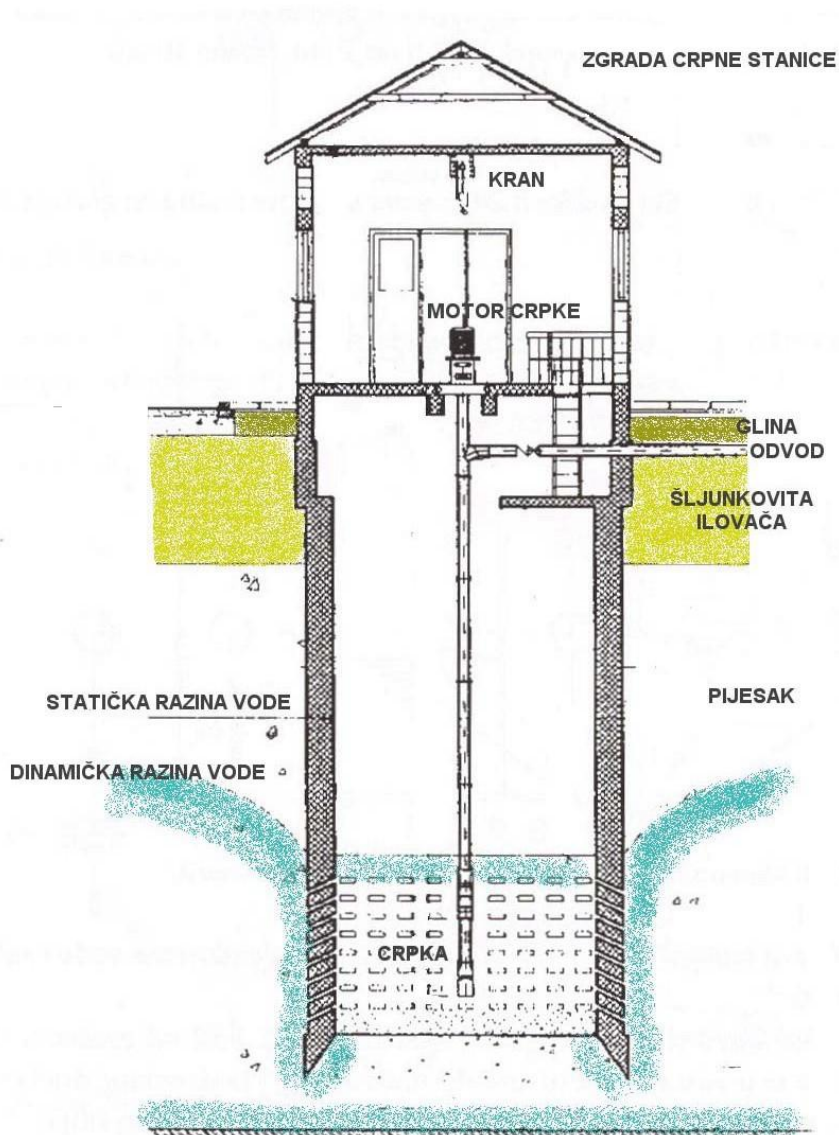 ZGRADA CRPNE STANICE
KRAN
MOTOR CRPKE
GLINA
ODVOD
ŠLJUNKOVITA
ILOVAČA
STATIČKA RAZINA VODE
PIJESAK
DINAMIČKA RAZINA VODE
CRPKA